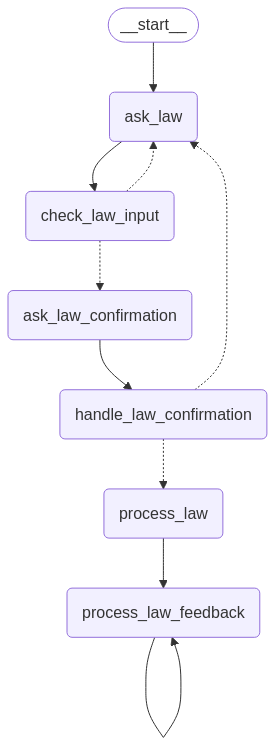 __start__
ask_law
check_law_input
ask_law_confirmation
handle_law_confirmation
process_law
process_law_feedback